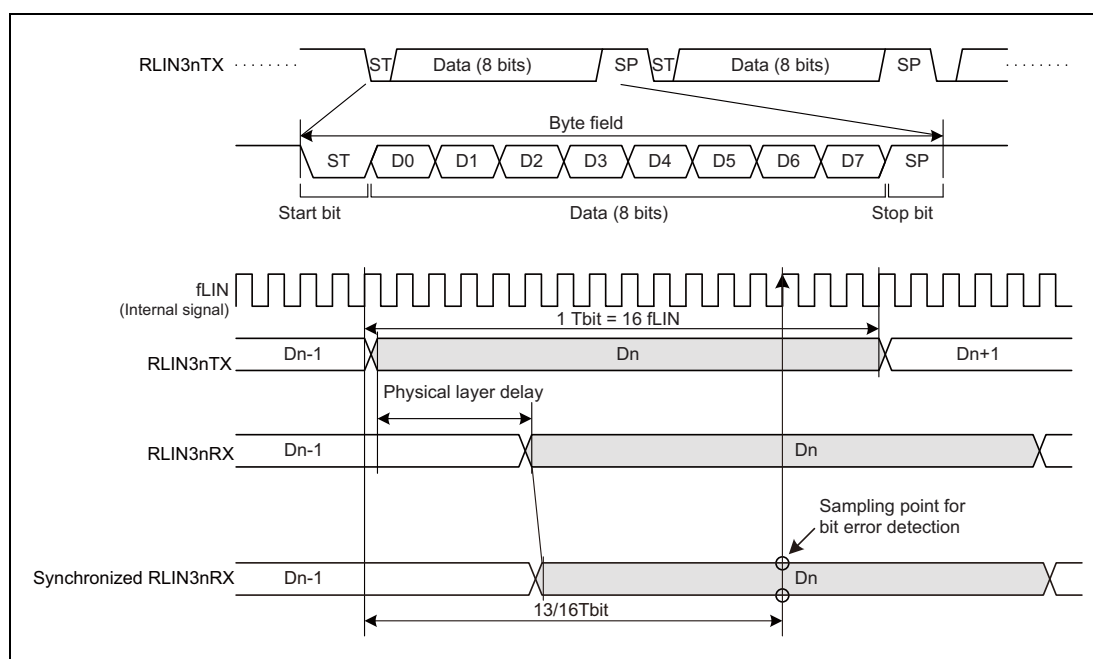 RLIN3nTX
ST Data (8 bits) SP ST Data (8 bits) SP
Byte field
ST D0 D1 D2 D3 D4 D5 D6 D7 SP
Start bit Data (8 bits) Stop bit
fLIN
(Internal signal)
1 Tbit = 16 fLIN
RLIN3nTX Dn-1 Dn Dn+1
Physical layer delay
RLIN3nRX Dn-1 Dn
Sampling point for
bit error detection
Synchronized RLIN3nRX Dn-1 Dn
13/16Tbit